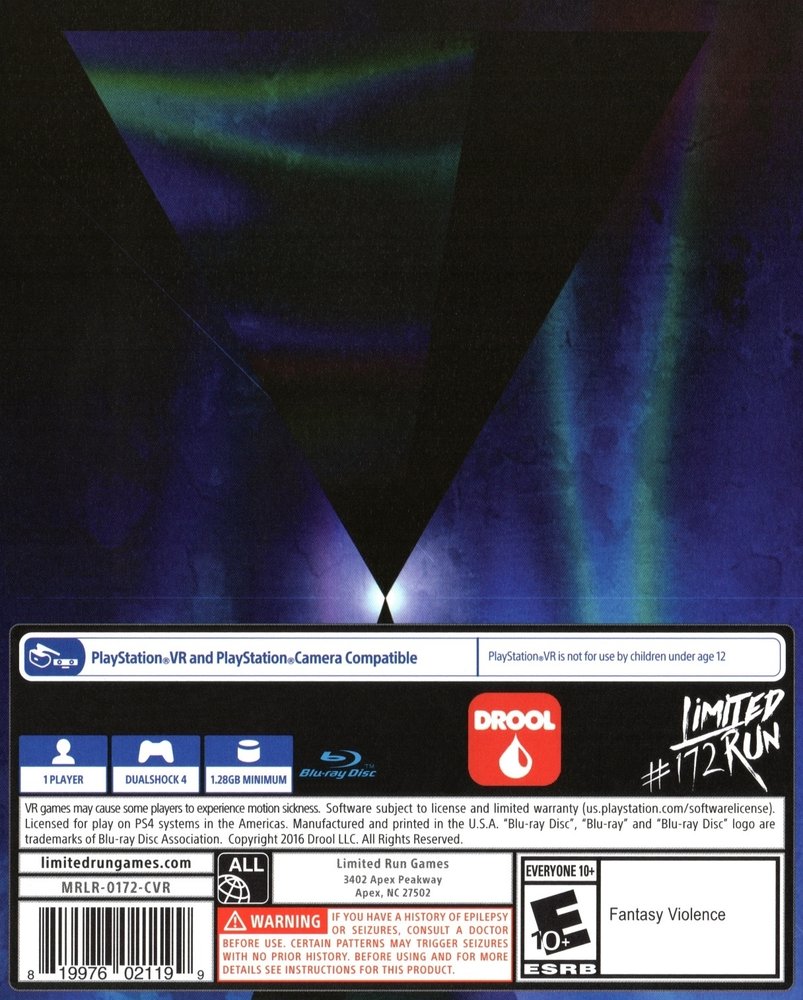 PlayStation®VR and PlayStation®Camera Compatible
PlayStation®VR is not for use by children under age 12
DROOL
LiMITED
#172 RUN
1 PLAYER
DUALSHOCK 4
1.28GB MINIMUM
Blu-ray Disc™
VR games may cause some players to experience motion sickness. Software subject to license and limited warranty (us.playstation.com/softwarelicense).
Licensed for play on PS4 systems in the Americas. Manufactured and printed in the U.S.A. "Blu-ray Disc", "Blu-ray" and "Blu-ray Disc" logo are
trademarks of Blu-ray Disc Association. Copyright 2016 Drool LLC. All Rights Reserved.
limitedrungames.com
MRLR-0172-CVR
8 19976 02119 9
ALL
Limited Run Games
3402 Apex Peakway
Apex, NC 27502
WARNING
IF YOU HAVE A HISTORY OF EPILEPSY
OR SEIZURES, CONSULT A DOCTOR
BEFORE USE. CERTAIN PATTERNS MAY TRIGGER SEIZURES
WITH NO PRIOR HISTORY. BEFORE USING AND FOR MORE
DETAILS SEE INSTRUCTIONS FOR THIS PRODUCT.
EVERYONE 10+
E
10+
ESRB
Fantasy Violence